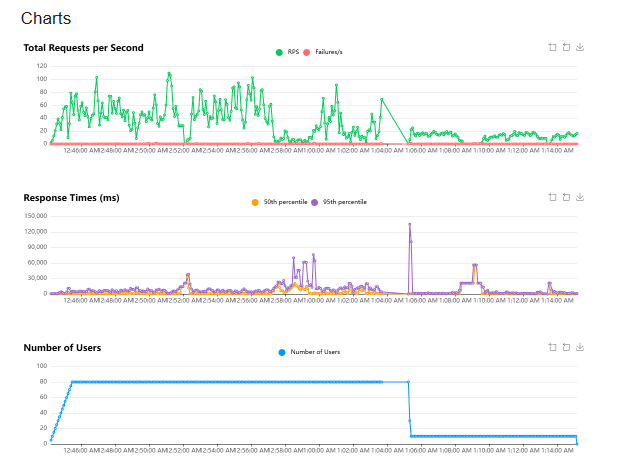 Charts
Total Requests per Second
RPS Failures/s
120
100
80
60
40
20
0
12:46:00 AM 12:48:00 AM 12:50:00 AM 12:52:00 AM 12:54:00 AM 12:56:00 AM 12:58:00 AM 1:00:00 AM 1:02:00 AM 1:04:00 AM 1:06:00 AM 1:08:00 AM 1:10:00 AM 1:12:00 AM 1:14:00 AM
Response Times (ms)
50th percentile 95th percentile
150,000
120,000
90,000
60,000
30,000
0
12:46:00 AM 12:48:00 AM 12:50:00 AM 12:52:00 AM 12:54:00 AM 12:56:00 AM 12:58:00 AM 1:00:00 AM 1:02:00 AM 1:04:00 AM 1:06:00 AM 1:08:00 AM 1:10:00 AM 1:12:00 AM 1:14:00 AM
Number of Users
Number of Users
100
80
60
40
20
0
12:46:00 AM 12:48:00 AM 12:50:00 AM 12:52:00 AM 12:54:00 AM 12:56:00 AM 12:58:00 AM 1:00:00 AM 1:02:00 AM 1:04:00 AM 1:06:00 AM 1:08:00 AM 1:10:00 AM 1:12:00 AM 1:14:00 AM